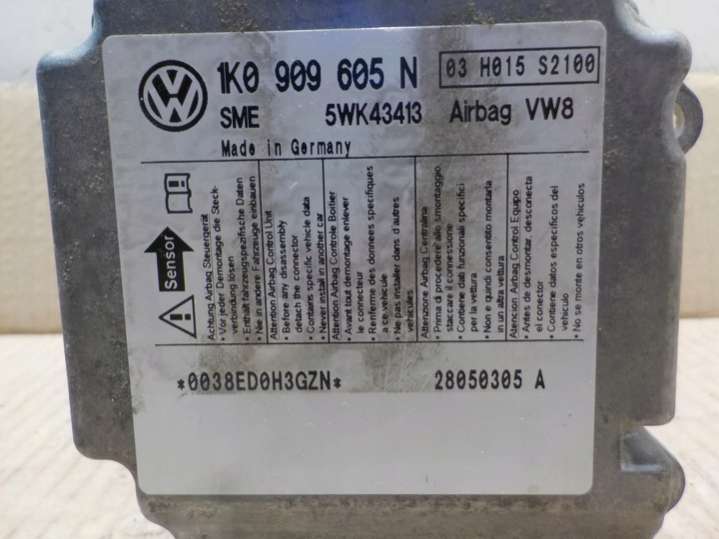 1K0 909 605 N
03 H015 S2100
SME
5WK43413
Airbag VW8
Made in Germany
Sensor
Achtung Airbag Steuergerät
• Vor jeder Demontage die Steck-
verbindung lösen
• Enthält fahrzeugspezifische Daten
• Nie in andere Fahrzeuge einbauen
Attention Airbag Control Unit
• Before any disassembly
detach the connector
• Contains specific vehicle data
• Never install in another car
Attention Airbag Controle Boitier
• Avant tout demontage enlever
le connecteur
• Renferme des donnees specifiques
a ce vehicule
• Ne pas installer dans d'autres
vehicules
Attenzione Airbag Centralina
• Prima di procedere allo smontaggio
staccare il connessione
• Contiene dati funzionali specifici
per la vettura
• Non e quindi consentito montarla
in un altra vettura
Atencion Airbag Control Equipo
• Antes de desmontar, desconecta
el conector
• Contiene datos especificos del
vehiculo
• No se monte en otros vehiculos
*0038ED0H3GZN*
28050305 A